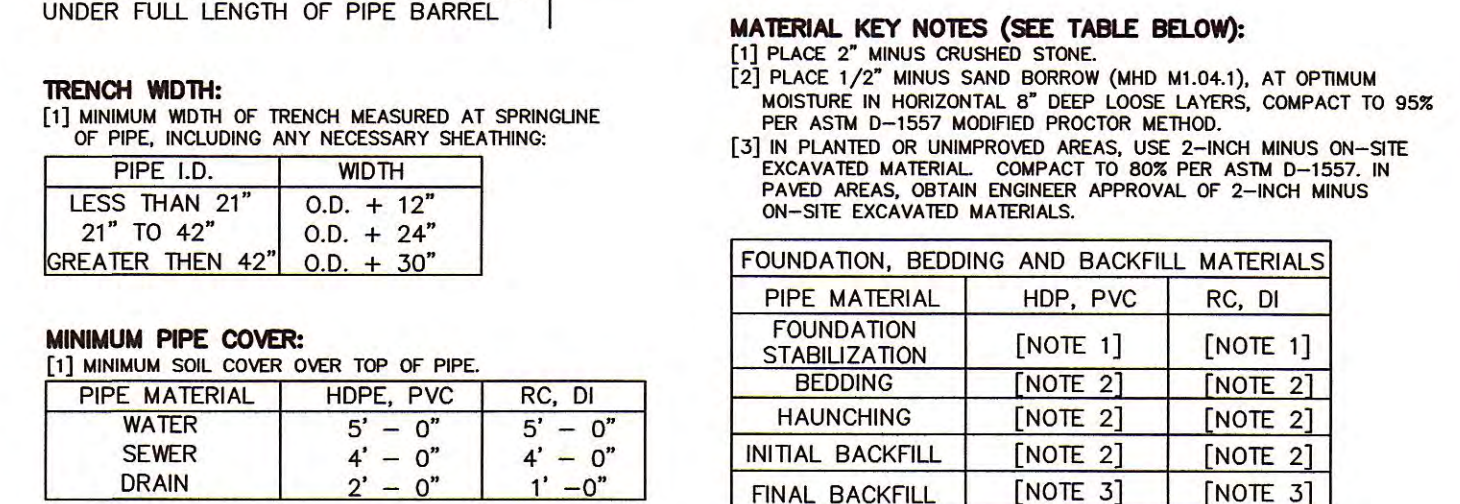 UNDER FULL LENGTH OF PIPE BARREL
TRENCH WIDTH:
[1] MINIMUM WIDTH OF TRENCH MEASURED AT SPRINGLINE
OF PIPE, INCLUDING ANY NECESSARY SHEATHING:
PIPE I.D. WIDTH
LESS THAN 21" O.D. + 12"
21" TO 42" O.D. + 24"
GREATER THEN 42" O.D. + 30"
MINIMUM PIPE COVER:
[1] MINIMUM SOIL COVER OVER TOP OF PIPE.
PIPE MATERIAL HDPE, PVC RC, DI
WATER 5' – 0" 5' – 0"
SEWER 4' – 0" 4' – 0"
DRAIN 2' – 0" 1' –0"
MATERIAL KEY NOTES (SEE TABLE BELOW):
[1] PLACE 2" MINUS CRUSHED STONE.
[2] PLACE 1/2" MINUS SAND BORROW (MHD M1.04.1), AT OPTIMUM
MOISTURE IN HORIZONTAL 8" DEEP LOOSE LAYERS, COMPACT TO 95%
PER ASTM D–1557 MODIFIED PROCTOR METHOD.
[3] IN PLANTED OR UNIMPROVED AREAS, USE 2–INCH MINUS ON–SITE
EXCAVATED MATERIAL. COMPACT TO 80% PER ASTM D–1557. IN
PAVED AREAS, OBTAIN ENGINEER APPROVAL OF 2–INCH MINUS
ON–SITE EXCAVATED MATERIALS.
FOUNDATION, BEDDING AND BACKFILL MATERIALS
PIPE MATERIAL HDP, PVC RC, DI
FOUNDATION
STABILIZATION [NOTE 1] [NOTE 1]
BEDDING [NOTE 2] [NOTE 2]
HAUNCHING [NOTE 2] [NOTE 2]
INITIAL BACKFILL [NOTE 2] [NOTE 2]
FINAL BACKFILL [NOTE 3] [NOTE 3]